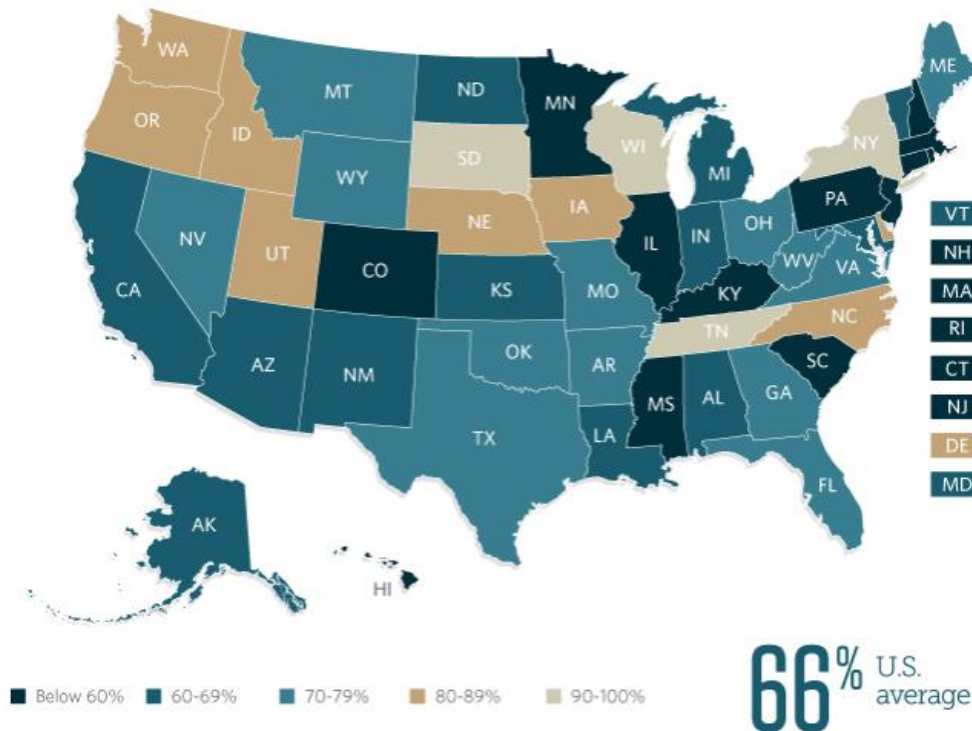 WA
MT
ND
MN
ME
OR
ID
SD
WI
NY
WY
MI
NE
IA
PA
NV
UT
CO
IL
IN
OH
WV
VA
CA
KS
MO
KY
NC
TN
AZ
NM
OK
AR
SC
MS
AL
GA
TX
LA
FL
AK
HI
VT
NH
MA
RI
CT
NJ
DE
MD
Below 60%
60-69%
70-79%
80-89%
90-100%
66% U.S.
average